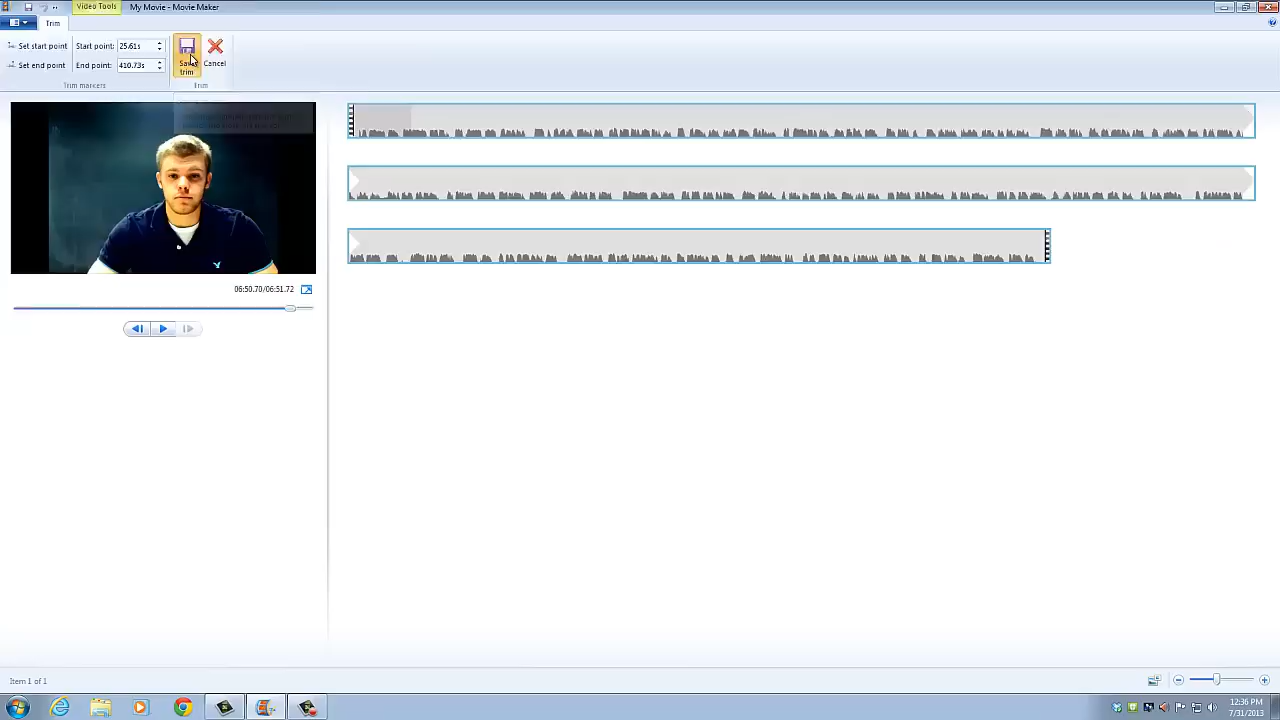 Video Tools
My Movie - Movie Maker
Trim
Set start point
Start point: 25.61s
Set end point
End point: 410.73s
Save trim
Cancel
Trim markers
Trim
06:50.70/06:51.72
Item 1 of 1
12:36 PM
7/31/2013